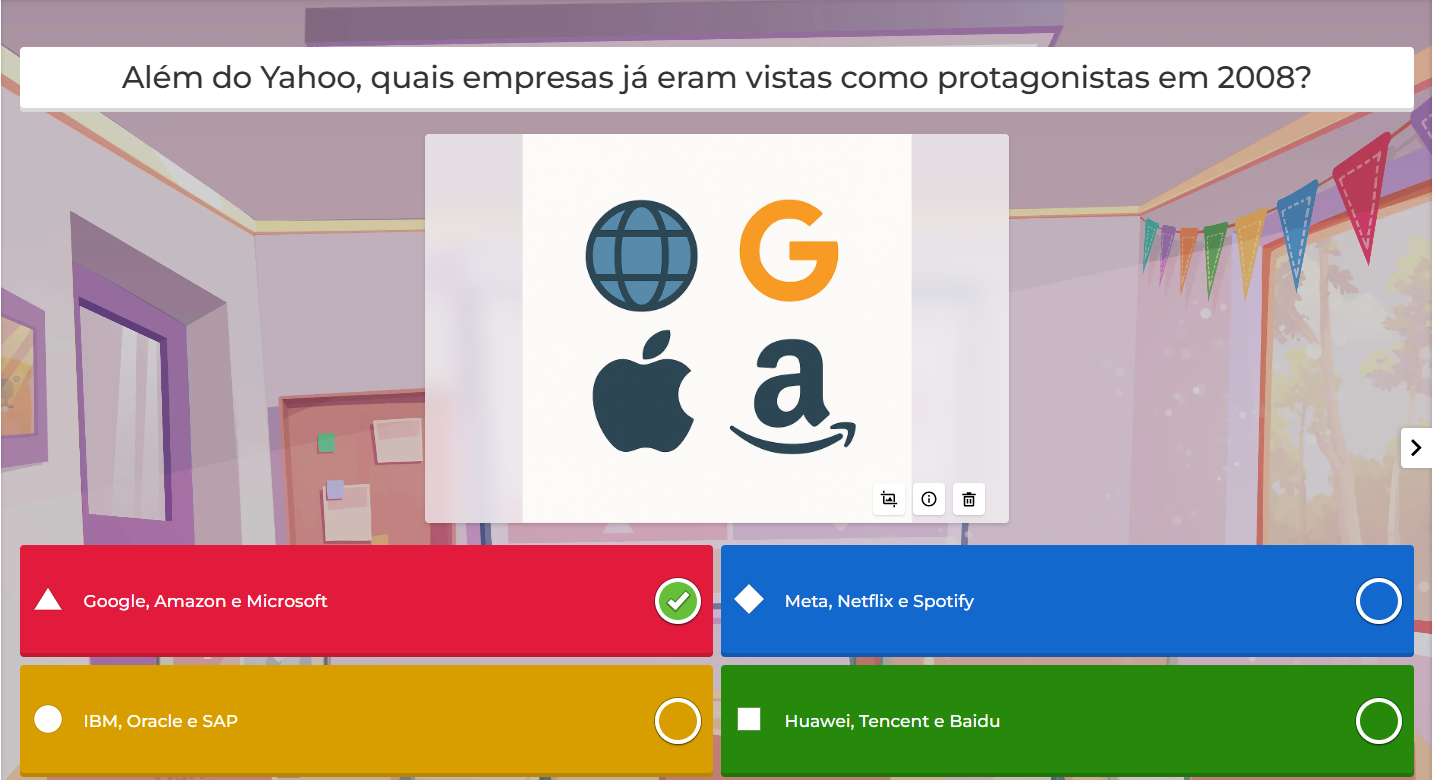 Além do Yahoo, quais empresas já eram vistas como protagonistas em 2008?
G
a
Google, Amazon e Microsoft
Meta, Netflix e Spotify
IBM, Oracle e SAP
Huawei, Tencent e Baidu